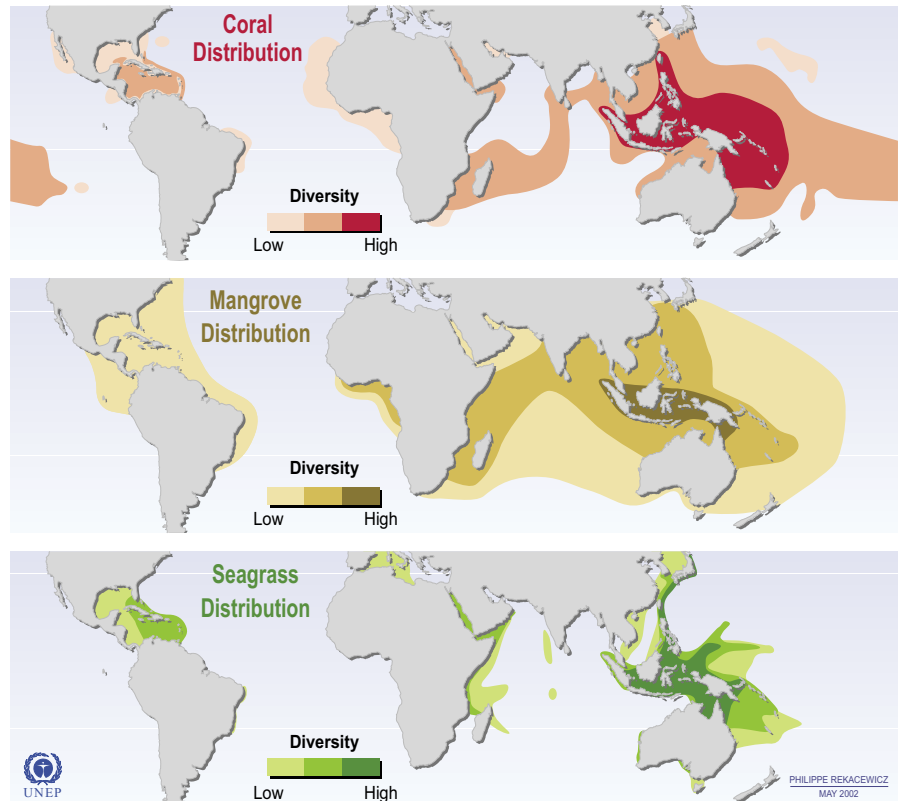 Coral
Distribution
Diversity
Low High
Mangrove
Distribution
Diversity
Low High
Seagrass
Distribution
Diversity
Low High
UNEP
PHILIPPE REKACEWICZ
MAY 2002